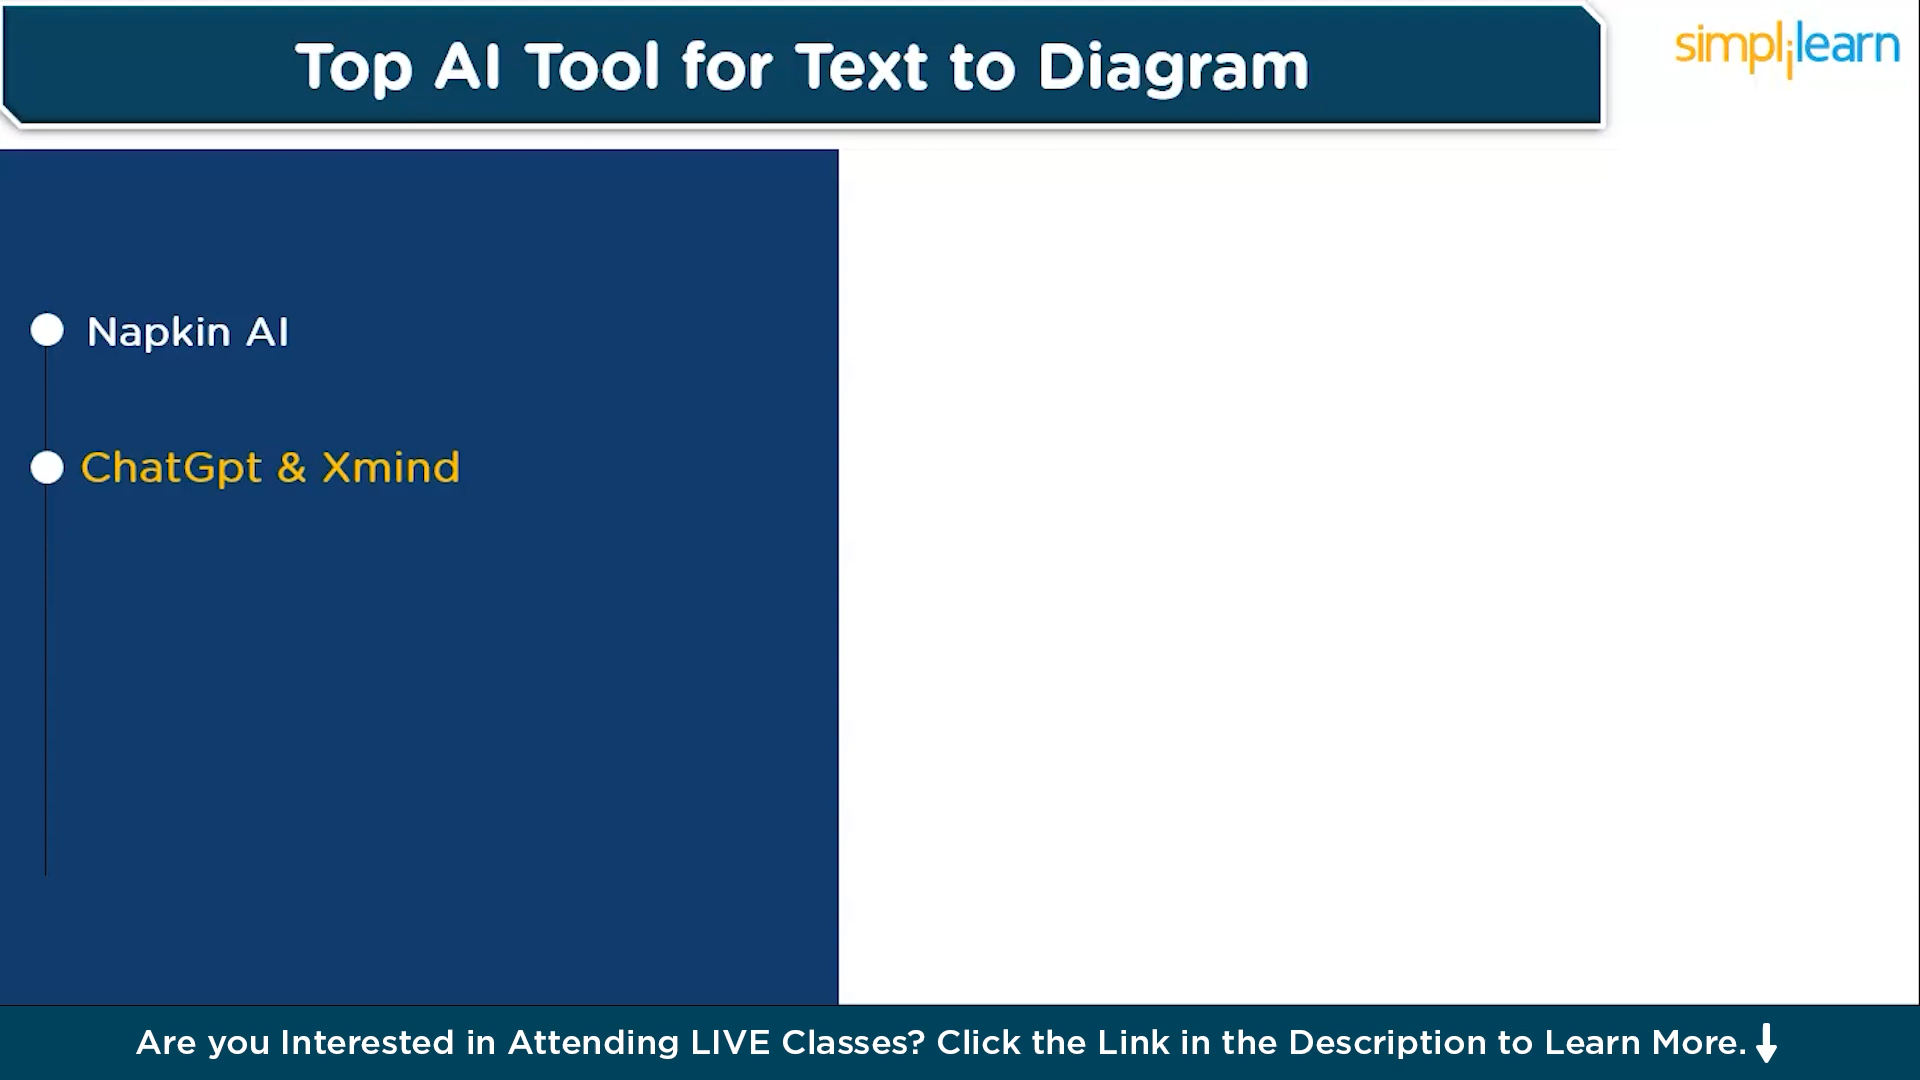 Top AI Tool for Text to Diagram
simplilearn
Napkin AI
ChatGpt & Xmind
Are you Interested in Attending LIVE Classes? Click the Link in the Description to Learn More.